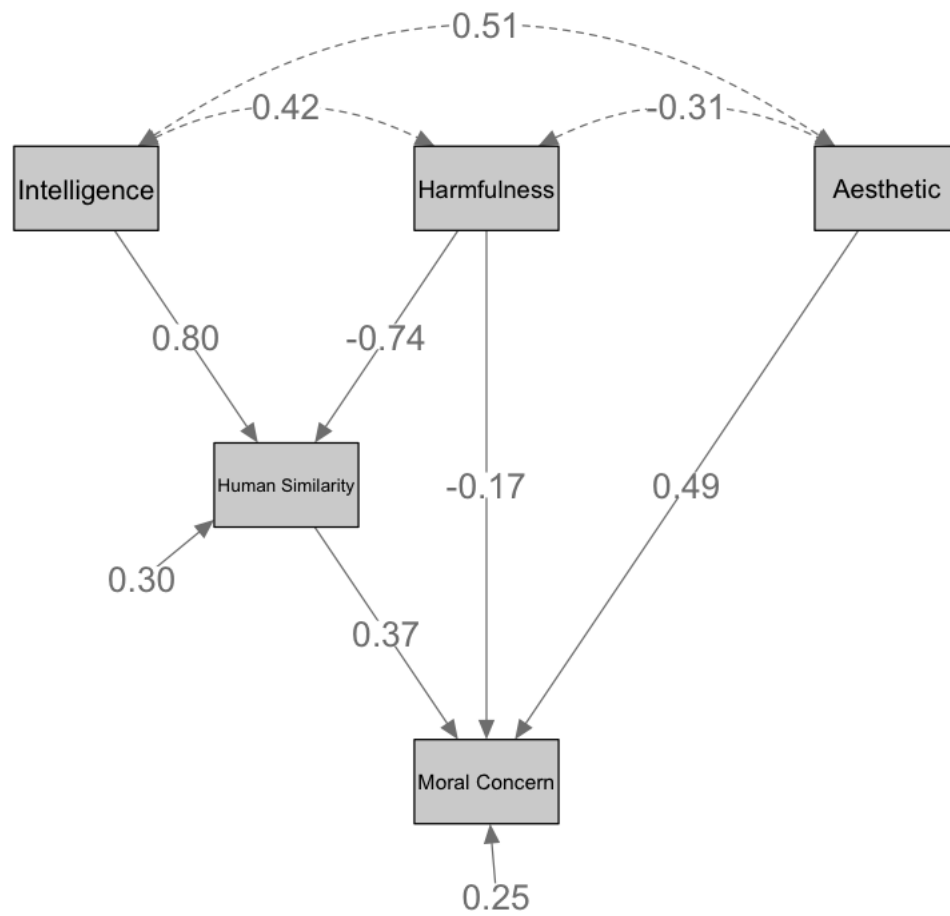 0.51
0.42
-0.31
Intelligence
Harmfulness
Aesthetic
0.80
-0.74
Human Similarity
-0.17
0.49
0.30
0.37
Moral Concern
0.25